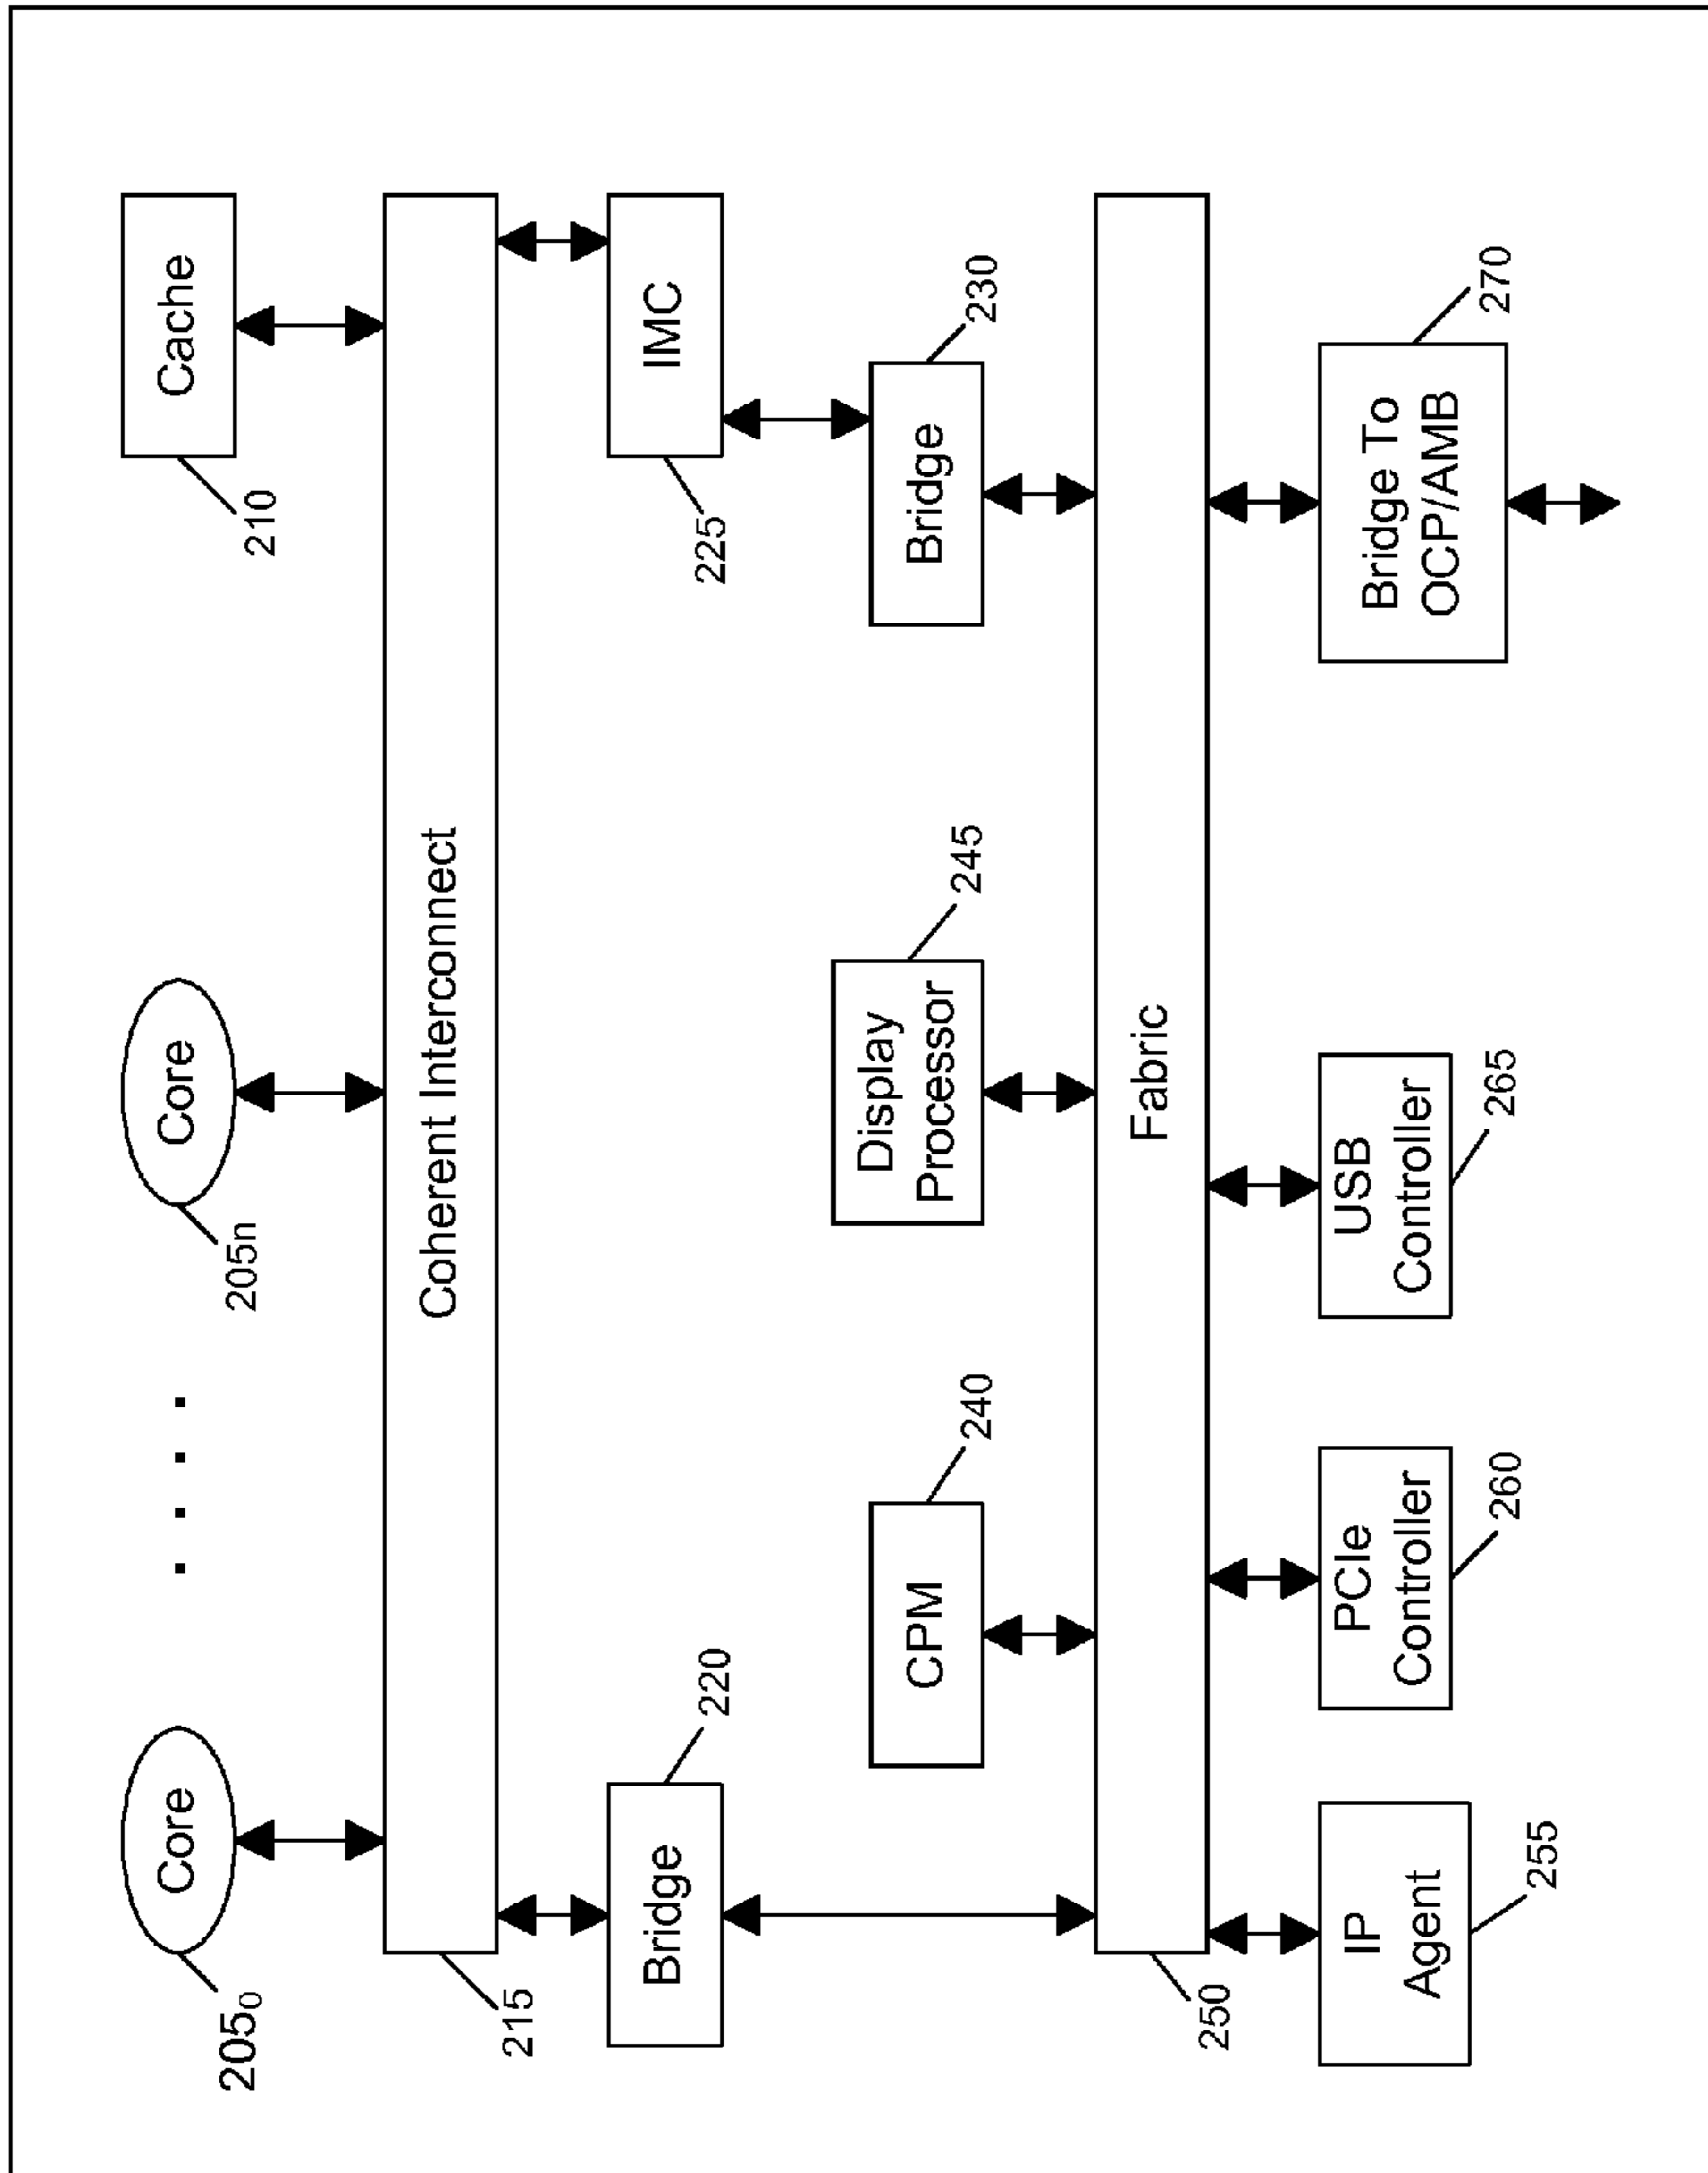 Core
Core
Cache
205₀
205n
210
Coherent Interconnect
215
Bridge
IMC
220
225
CPM
Display
Processor
Bridge
240
245
230
Fabric
250
IP
Agent
PCIe
Controller
USB
Controller
Bridge To
OCP/AMB
255
260
265
270